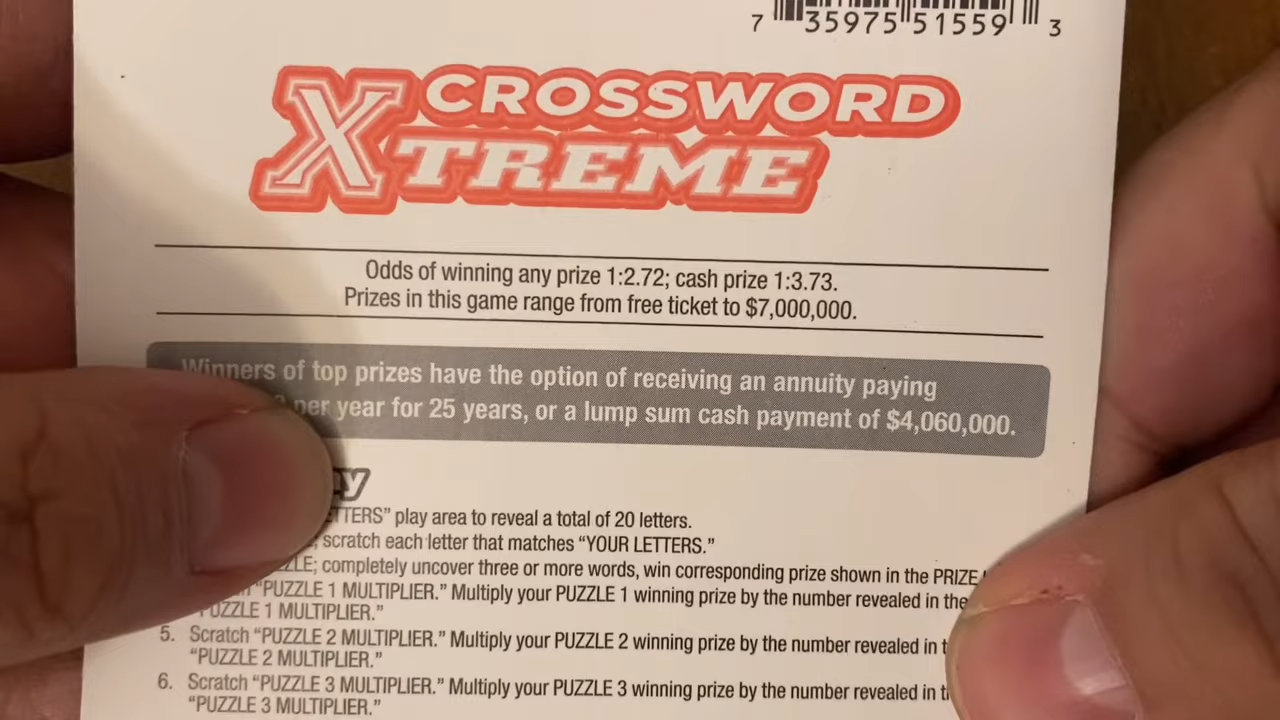 7 35975 51559 3
CROSSWORD
XTREME
Odds of winning any prize 1:2.72; cash prize 1:3.73.
Prizes in this game range from free ticket to $7,000,000.
Winners of top prizes have the option of receiving an annuity paying
per year for 25 years, or a lump sum cash payment of $4,060,000.
LETTERS” play area to reveal a total of 20 letters.
scratch each letter that matches “YOUR LETTERS.”
completely uncover three or more words, win corresponding prize shown in the PRIZE
“PUZZLE 1 MULTIPLIER.” Multiply your PUZZLE 1 winning prize by the number revealed in the
PUZZLE 1 MULTIPLIER.”
5. Scratch “PUZZLE 2 MULTIPLIER.” Multiply your PUZZLE 2 winning prize by the number revealed in
“PUZZLE 2 MULTIPLIER.”
6. Scratch “PUZZLE 3 MULTIPLIER.” Multiply your PUZZLE 3 winning prize by the number revealed in
“PUZZLE 3 MULTIPLIER.”